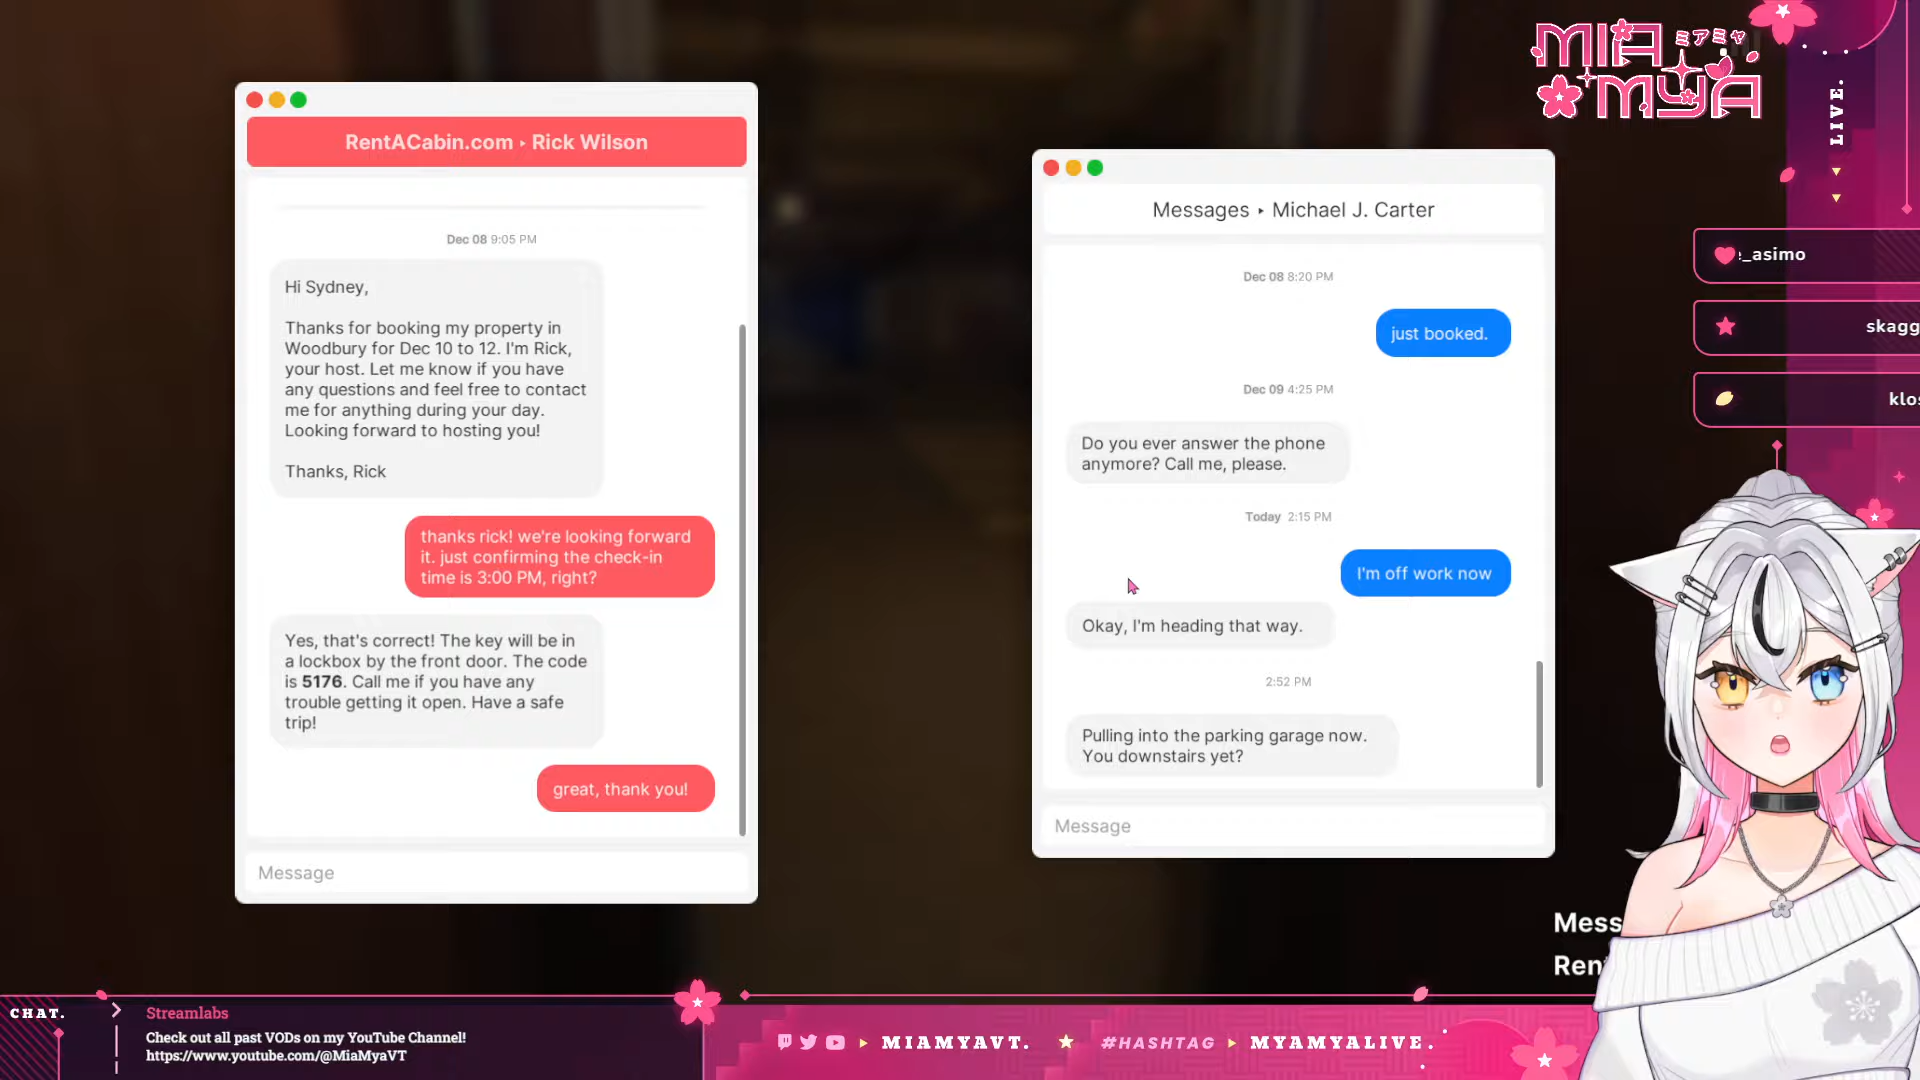 RentACabin.com ▸ Rick Wilson
Dec 08 9:05 PM
Hi Sydney,
Thanks for booking my property in
Woodbury for Dec 10 to 12. I'm Rick,
your host. Let me know if you have
any questions and feel free to contact
me for anything during your day.
Looking forward to hosting you!
Thanks, Rick
thanks rick! we're looking forward
it. just confirming the check-in
time is 3:00 PM, right?
Yes, that's correct! The key will be in
a lockbox by the front door. The code
is 5176. Call me if you have any
trouble getting it open. Have a safe
trip!
great, thank you!
Message
Messages ▸ Michael J. Carter
Dec 08 8:20 PM
just booked.
Dec 09 4:25 PM
Do you ever answer the phone
anymore? Call me, please.
Today 2:15 PM
I'm off work now
Okay, I'm heading that way.
2:52 PM
Pulling into the parking garage now.
You downstairs yet?
Message
MIA ミアミャ
MYA
LIVE.
_asimo
skagg
klos
Mess
Ren
CHAT.
Streamlabs
Check out all past VODs on my YouTube Channel!
https://www.youtube.com/@MiaMyaVT
MIAMYAVT. #HASHTAG MYAMYALIVE.